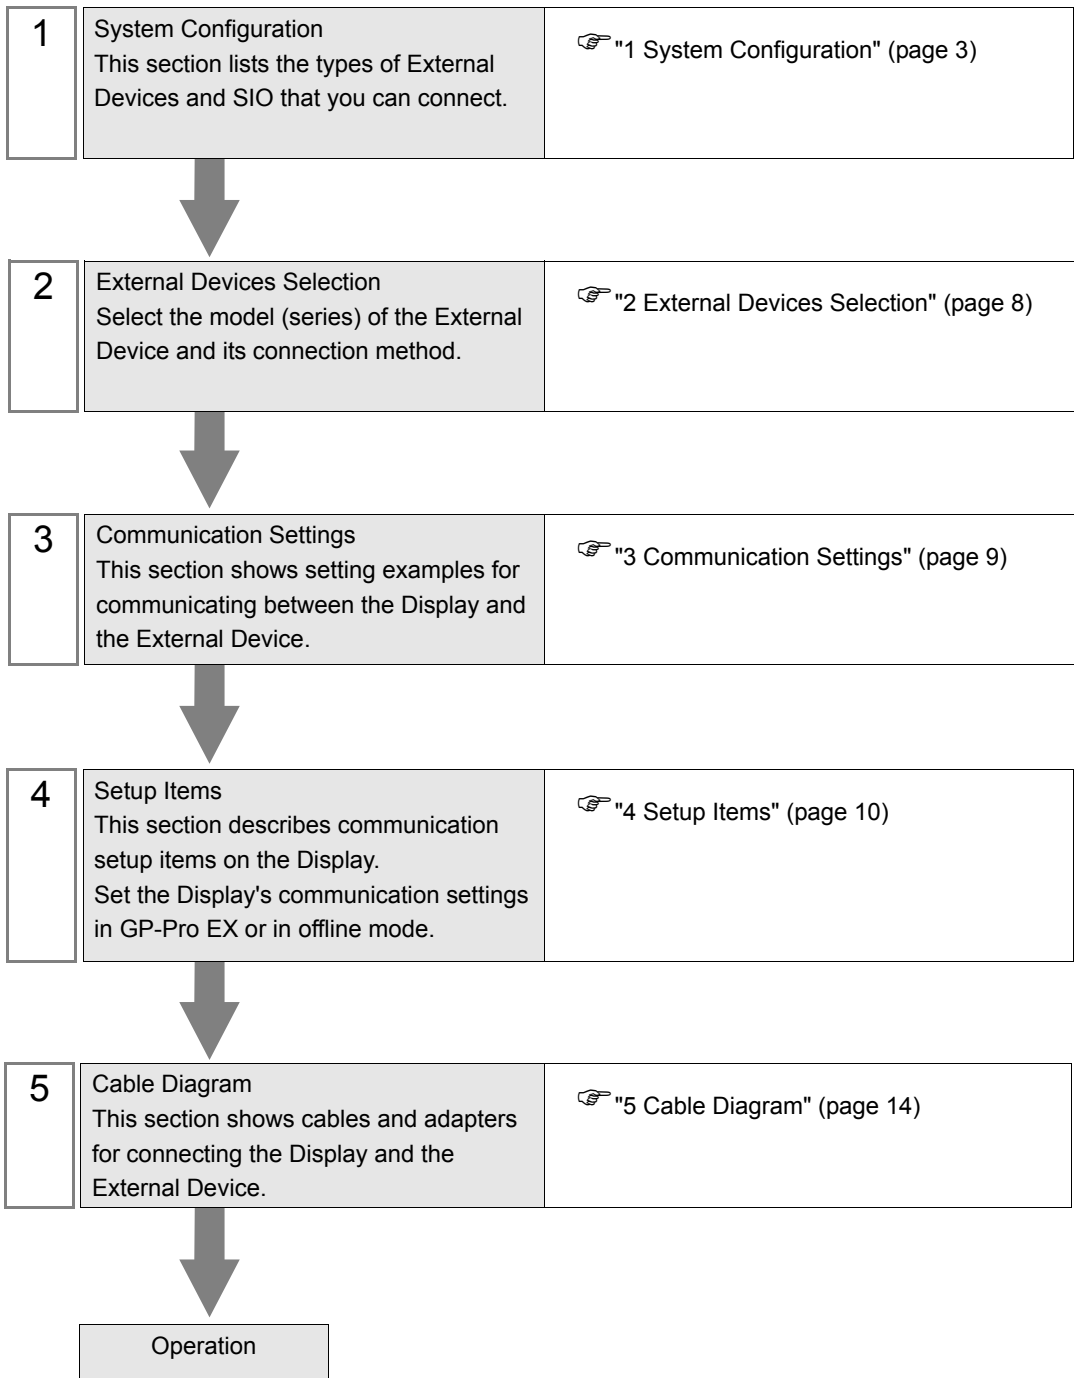 1
System Configuration
This section lists the types of External
Devices and SIO that you can connect.
"1 System Configuration" (page 3)
2
External Devices Selection
Select the model (series) of the External
Device and its connection method.
"2 External Devices Selection" (page 8)
3
Communication Settings
This section shows setting examples for
communicating between the Display and
the External Device.
"3 Communication Settings" (page 9)
4
Setup Items
This section describes communication
setup items on the Display.
Set the Display's communication settings
in GP-Pro EX or in offline mode.
"4 Setup Items" (page 10)
5
Cable Diagram
This section shows cables and adapters
for connecting the Display and the
External Device.
"5 Cable Diagram" (page 14)
Operation